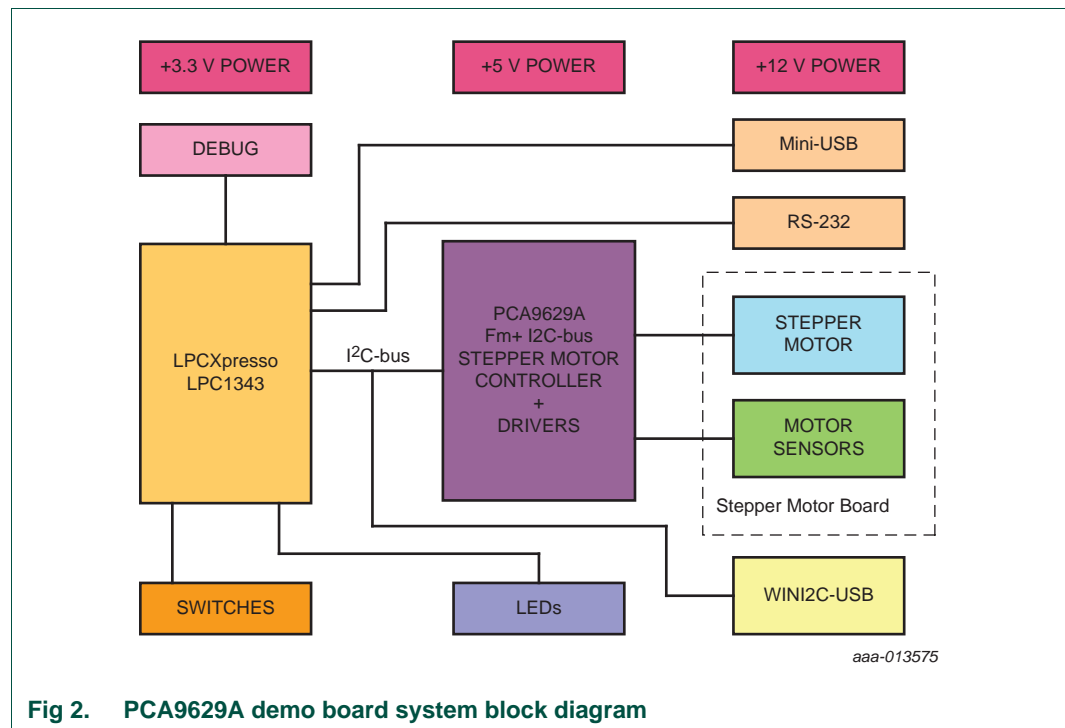 +3.3 V POWER
+5 V POWER
+12 V POWER
DEBUG
Mini-USB
RS-232
LPCXpresso
LPC1343
I²C-bus
PCA9629A
Fm+ I2C-bus
STEPPER MOTOR
CONTROLLER
+
DRIVERS
STEPPER
MOTOR
MOTOR
SENSORS
Stepper Motor Board
SWITCHES
LEDs
WINI2C-USB
aaa-013575
Fig 2. PCA9629A demo board system block diagram